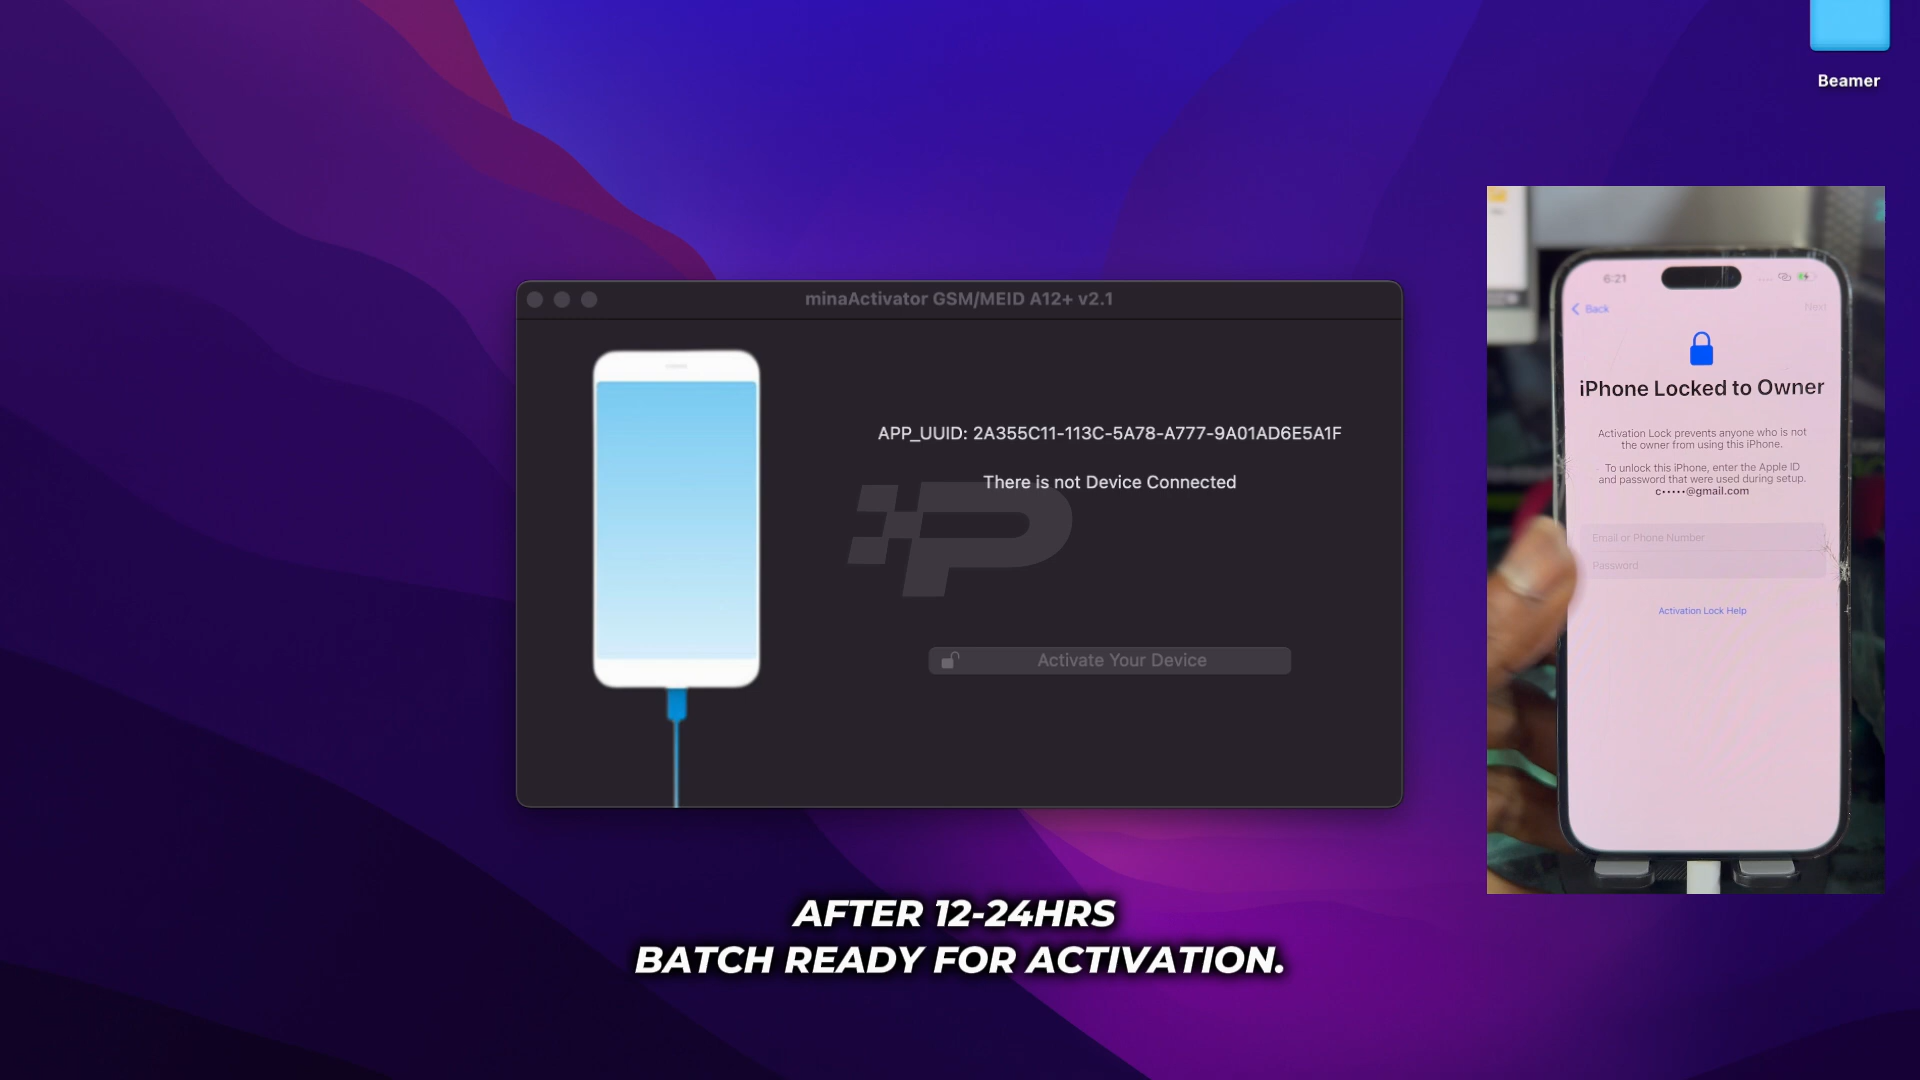 Beamer
minaActivator GSM/MEID A12+ v2.1
APP_UUID: 2A355C11-113C-5A78-A777-9A01AD6E5A1F
There is not Device Connected
Activate Your Device
6:21
Back
Next
iPhone Locked to Owner
Activation Lock prevents anyone who is not
the owner from using this iPhone.
To unlock this iPhone, enter the Apple ID
and password that were used during setup.
c•••••@gmail.com
Email or Phone Number
Password
Activation Lock Help
AFTER 12-24HRS
BATCH READY FOR ACTIVATION.